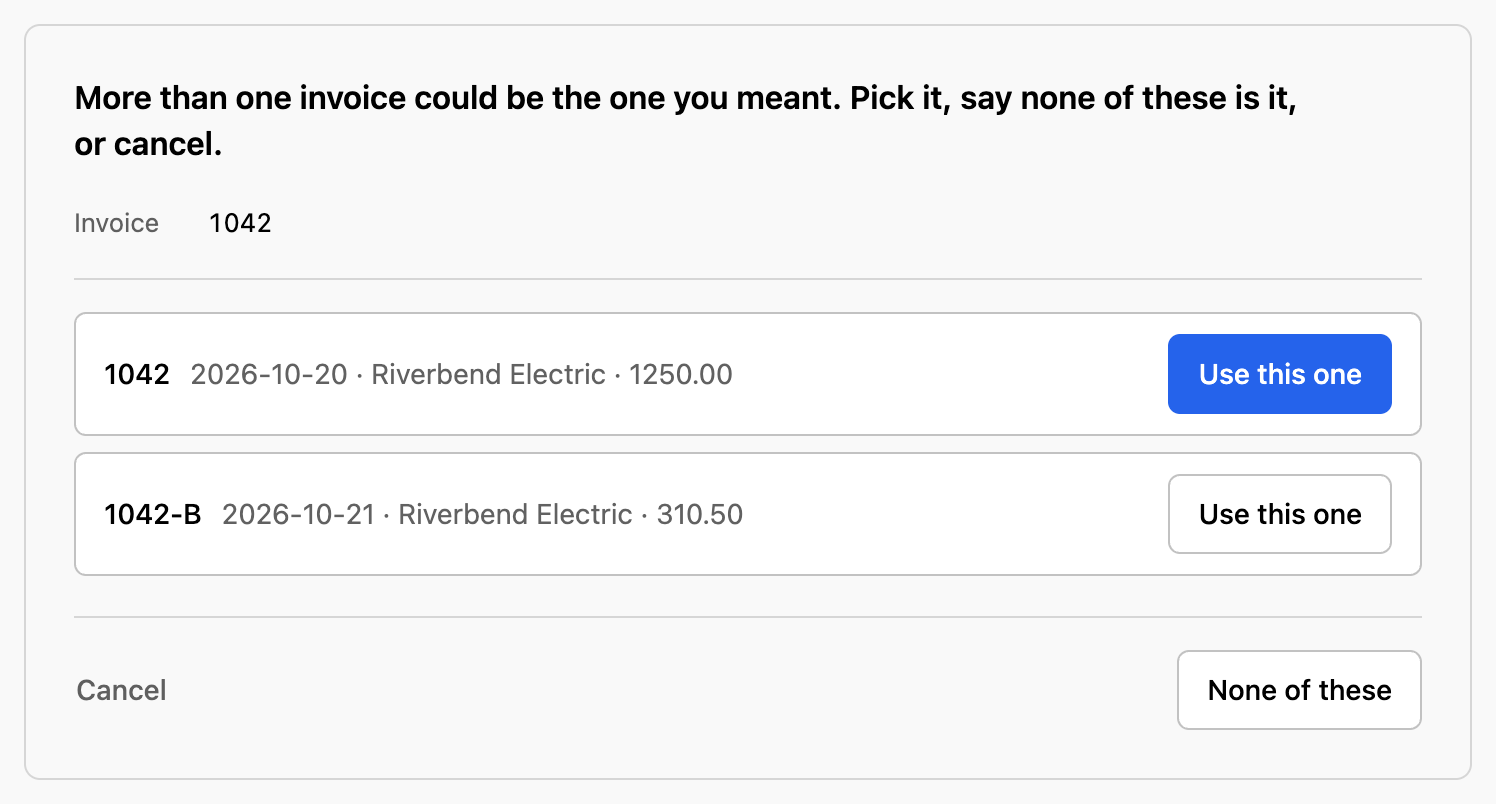 More than one invoice could be the one you meant. Pick it, say none of these is it,
or cancel.
Invoice 1042
1042 2026-10-20 · Riverbend Electric · 1250.00 Use this one
1042-B 2026-10-21 · Riverbend Electric · 310.50 Use this one
Cancel None of these